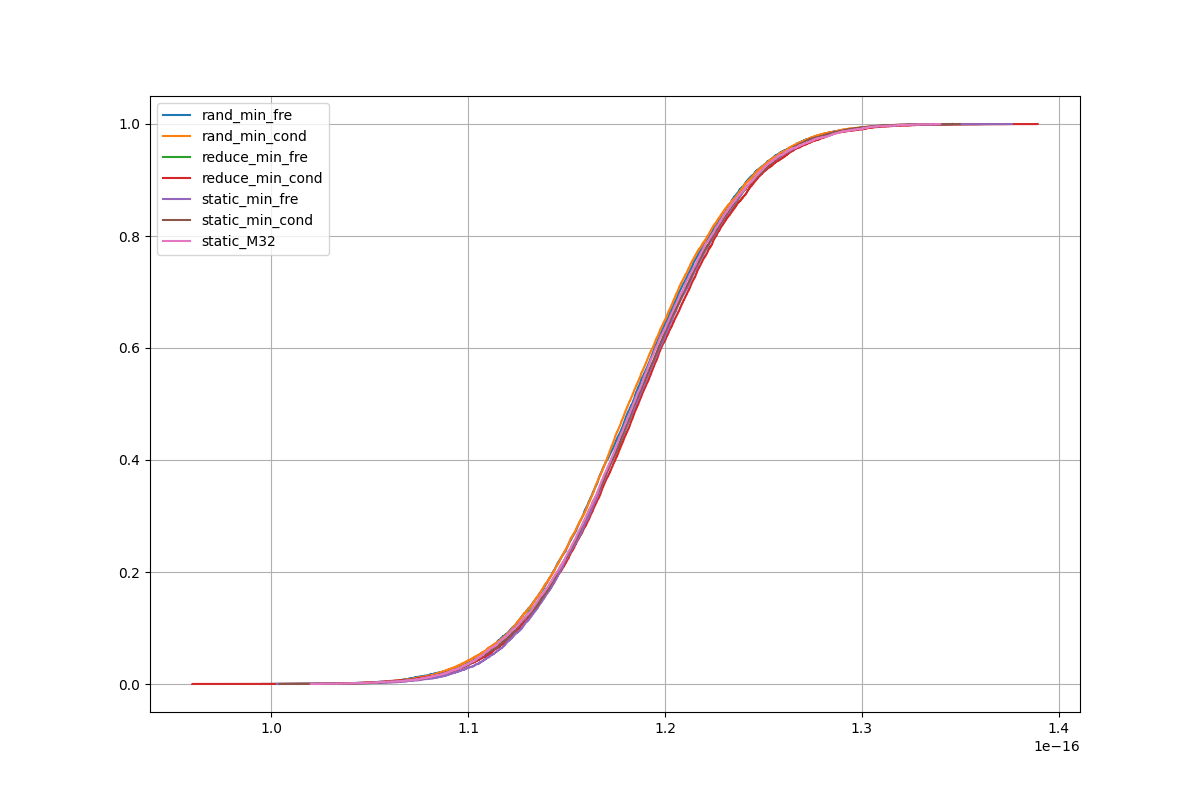 rand_min_fre
rand_min_cond
reduce_min_fre
reduce_min_cond
static_min_fre
static_min_cond
static_M32
1.0
0.8
0.6
0.4
0.2
0.0
1.0 1.1 1.2 1.3 1.4
1e−16